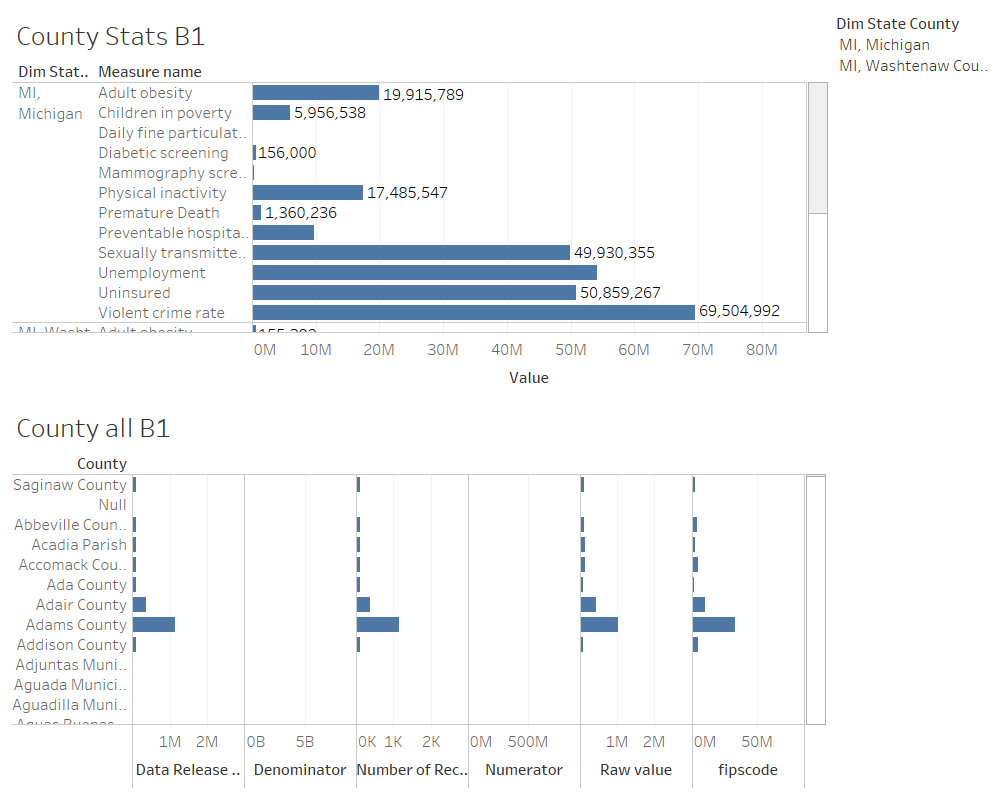 County Stats B1
Dim State County
MI, Michigan
MI, Washtenaw Cou..
Dim Stat.. Measure name
MI, Michigan
Adult obesity 19,915,789
Children in poverty 5,956,538
Daily fine particulat..
Diabetic screening 156,000
Mammography scre..
Physical inactivity 17,485,547
Premature Death 1,360,236
Preventable hospita..
Sexually transmitte.. 49,930,355
Unemployment
Uninsured 50,859,267
Violent crime rate 69,504,992
MI, Washt Adult obesity
0M 10M 20M 30M 40M 50M 60M 70M 80M
Value
County all B1
County
Saginaw County
Null
Abbeville Coun..
Acadia Parish
Accomack Cou..
Ada County
Adair County
Adams County
Addison County
Adjuntas Muni..
Aguada Munici..
Aguadilla Muni..
Aguas Buenas
1M 2M 0B 5B 0K 1K 2K 0M 500M 1M 2M 0M 50M
Data Release .. Denominator Number of Rec.. Numerator Raw value fipscode